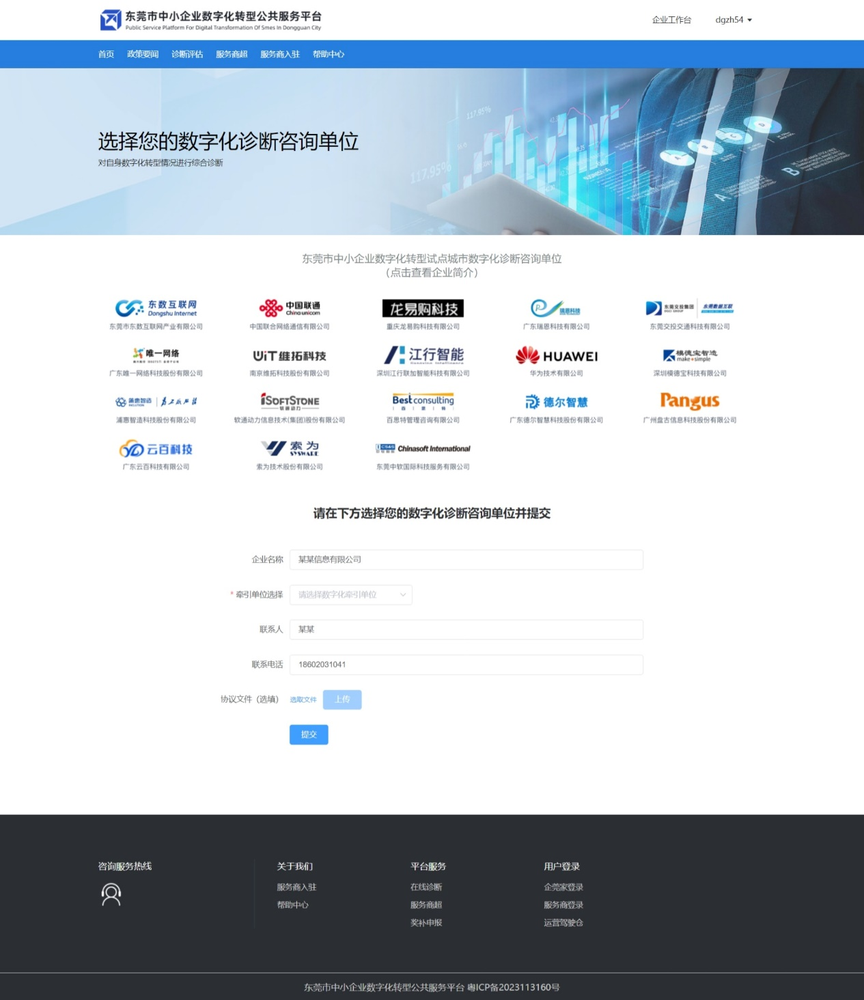 东莞市中小企业数字化转型公共服务平台
Public Service Platform For Digital Transformation Of Smes In Dongguan City
企业工作台 dgzh54
首页 政策要闻 诊断评估 服务商超 服务商入驻 帮助中心
选择您的数字化诊断咨询单位
对自身数字化转型情况进行综合诊断
117.95%
117.95%
A
B
C
D
A
B
东莞市中小企业数字化转型试点城市数字化诊断咨询单位
（点击查看企业简介）
东数互联网
Dongshu Internet
中国联通
China unicom
龙易购科技
瑞恩科技
东莞交投集团
东莞数据互联
东莞市东数互联网产业有限公司
中国联合网络通信有限公司
重庆龙易购科技有限公司
广东瑞恩科技有限公司
东莞交投交通科技有限公司
唯一网络
UiT维拓科技
江行智能
HUAWEI
模德宝智造
make simple
广东唯一网络科技股份有限公司
南京维拓科技股份有限公司
深圳江行联加智能科技有限公司
华为技术有限公司
深圳模德宝科技有限公司
iSOFTSTONE
软通动力
Best consulting
百思特
德尔智慧
Pangus
浦惠智造科技股份有限公司
软通动力信息技术(集团)股份有限公司
百思特管理咨询有限公司
广东德尔智慧科技股份有限公司
广州盘古信息科技股份有限公司
云百科技
索为
SYSWARE
CSAS
Chinasoft International
广东云百科技有限公司
索为技术股份有限公司
东莞中软国际科技服务有限公司
请在下方选择您的数字化诊断咨询单位并提交
企业名称 某某信息有限公司
* 牵引单位选择 请选择数字化牵引单位
联系人 某某
联系电话 18602031041
协议文件（选填） 选取文件 上传
提交
咨询服务热线 关于我们 平台服务 用户登录
服务商入驻 在线诊断 企莞家登录
帮助中心 服务商超 服务商登录
奖补申报 运营驾驶仓
东莞市中小企业数字化转型公共服务平台 粤ICP备2023113160号